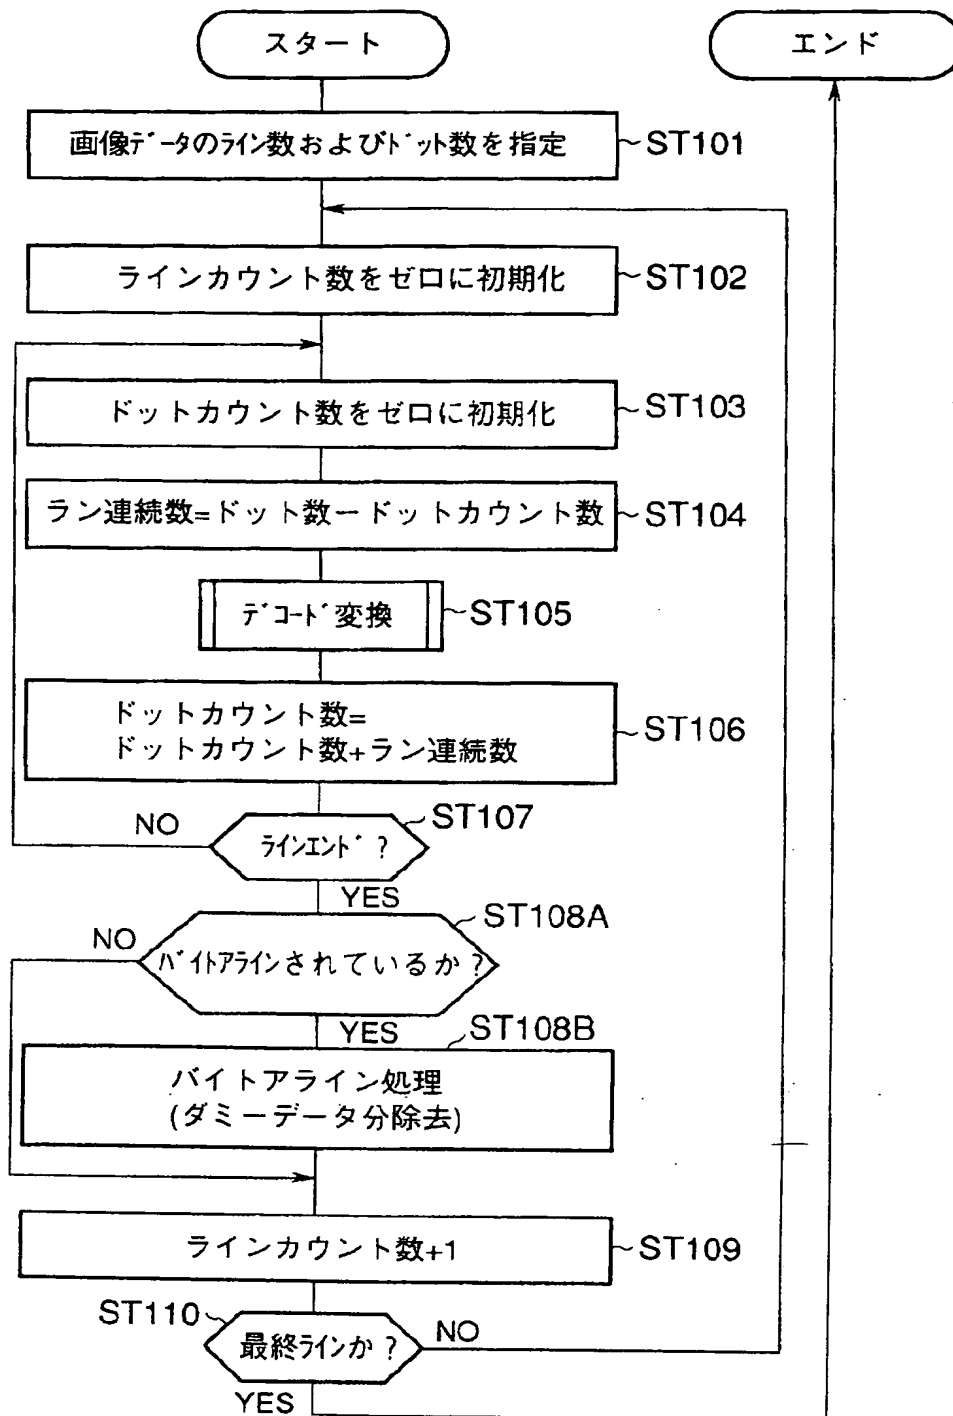 スタート
エンド
画像データのライン数およびドット数を指定
ST101
ラインカウント数をゼロに初期化
ST102
ドットカウント数をゼロに初期化
ST103
ラン連続数=ドット数ードットカウント数
ST104
デコード変換
ST105
ドットカウント数=
ドットカウント数+ラン連続数
ST106
ST107
NO
ラインエンド?
YES
ST108A
NO
バイトアラインされているか?
YES
ST108B
バイトアライン処理
(ダミーデータ分除去)
ラインカウント数+1
ST109
ST110
最終ラインか?
NO
YES